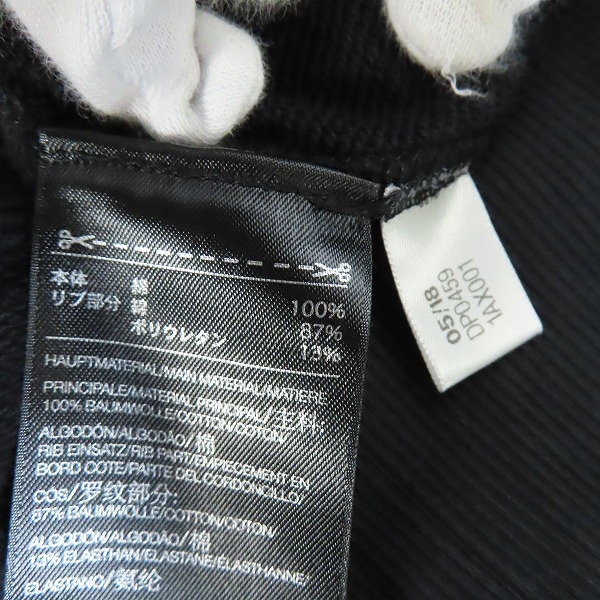 本体 綿 100%
リブ部分 綿 87%
ポリウレタン 13%
HAUPTMATERIAL/MAIN MATERIAL/MATIERE
PRINCIPALE/MATERIAL PRINCIPAL/主料:
100% BAUMWOLLE/COTTON/COTTON/
ALGODÓN/ALGODÃO/棉
RIB EINSATZ/RIB PART/EMPIECEMENT EN
BORD COTE/PARTE DEL CORDONCILLO/
COS/罗纹部分:
87% BAUMWOLLE/COTTON/COTON/
ALGODÓN/ALGODÃO/棉
13% ELASTHAN/ELASTANE/ELASTHANNE/
ELASTANO/氨纶
05/18
DP0459
1AX001